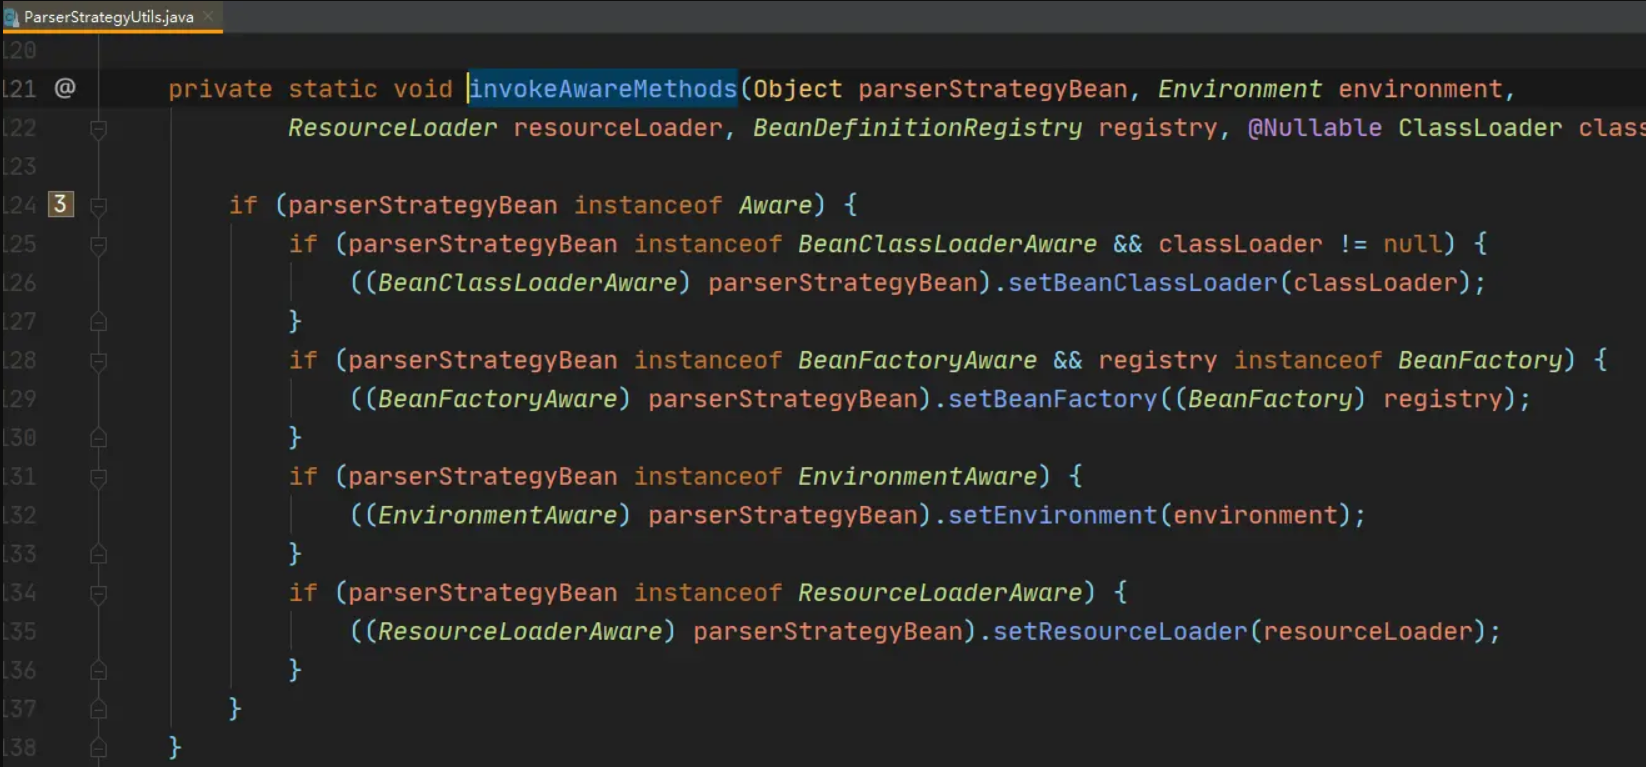 ParserStrategyUtils.java
120
121 @ private static void invokeAwareMethods(Object parserStrategyBean, Environment environment,
122 ResourceLoader resourceLoader, BeanDefinitionRegistry registry, @Nullable ClassLoader class
123
124 3 if (parserStrategyBean instanceof Aware) {
125 if (parserStrategyBean instanceof BeanClassLoaderAware && classLoader != null) {
126 ((BeanClassLoaderAware) parserStrategyBean).setBeanClassLoader(classLoader);
127 }
128 if (parserStrategyBean instanceof BeanFactoryAware && registry instanceof BeanFactory) {
129 ((BeanFactoryAware) parserStrategyBean).setBeanFactory((BeanFactory) registry);
130 }
131 if (parserStrategyBean instanceof EnvironmentAware) {
132 ((EnvironmentAware) parserStrategyBean).setEnvironment(environment);
133 }
134 if (parserStrategyBean instanceof ResourceLoaderAware) {
135 ((ResourceLoaderAware) parserStrategyBean).setResourceLoader(resourceLoader);
136 }
137 }
138 }